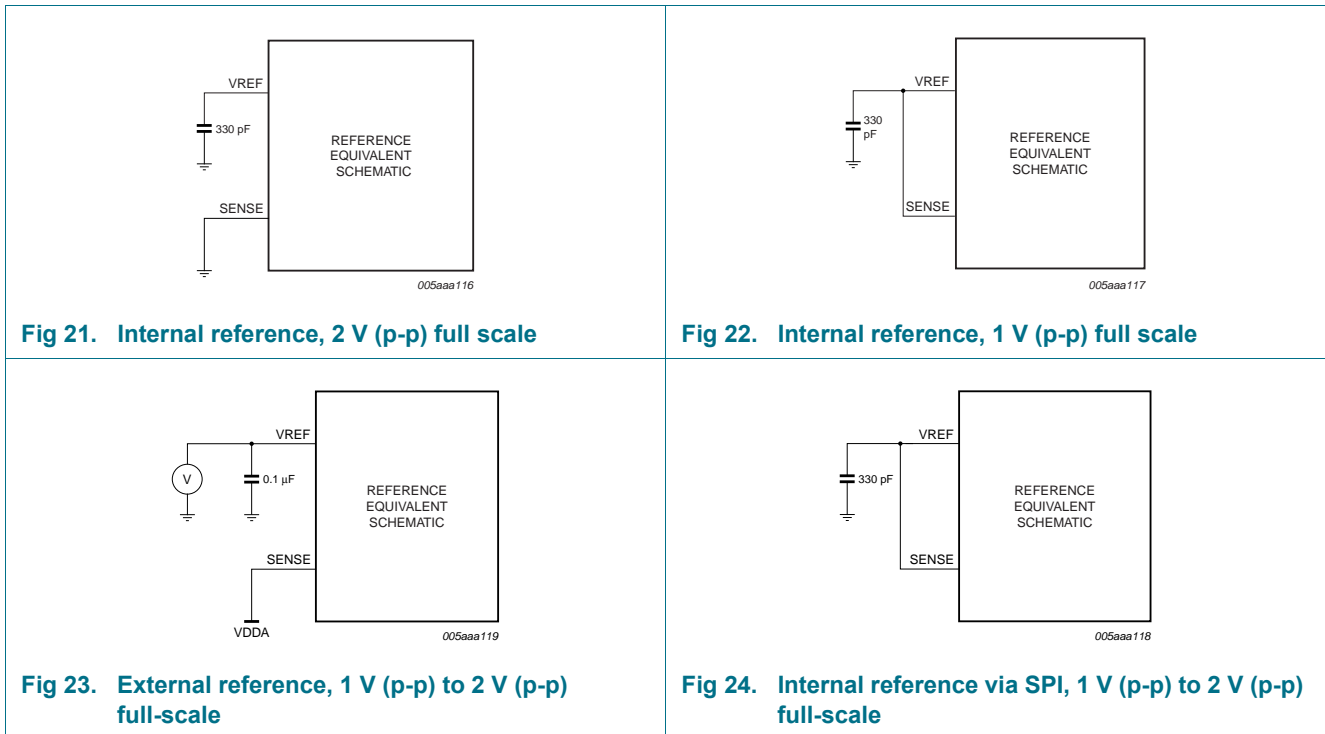 VREF
330 pF
REFERENCE
EQUIVALENT
SCHEMATIC
SENSE
005aaa116
Fig 21. Internal reference, 2 V (p-p) full scale
VREF
330
pF
REFERENCE
EQUIVALENT
SCHEMATIC
SENSE
005aaa117
Fig 22. Internal reference, 1 V (p-p) full scale
VREF
V
0.1 μF
REFERENCE
EQUIVALENT
SCHEMATIC
SENSE
VDDA
005aaa119
Fig 23. External reference, 1 V (p-p) to 2 V (p-p)
full-scale
VREF
330 pF
REFERENCE
EQUIVALENT
SCHEMATIC
SENSE
005aaa118
Fig 24. Internal reference via SPI, 1 V (p-p) to 2 V (p-p)
full-scale